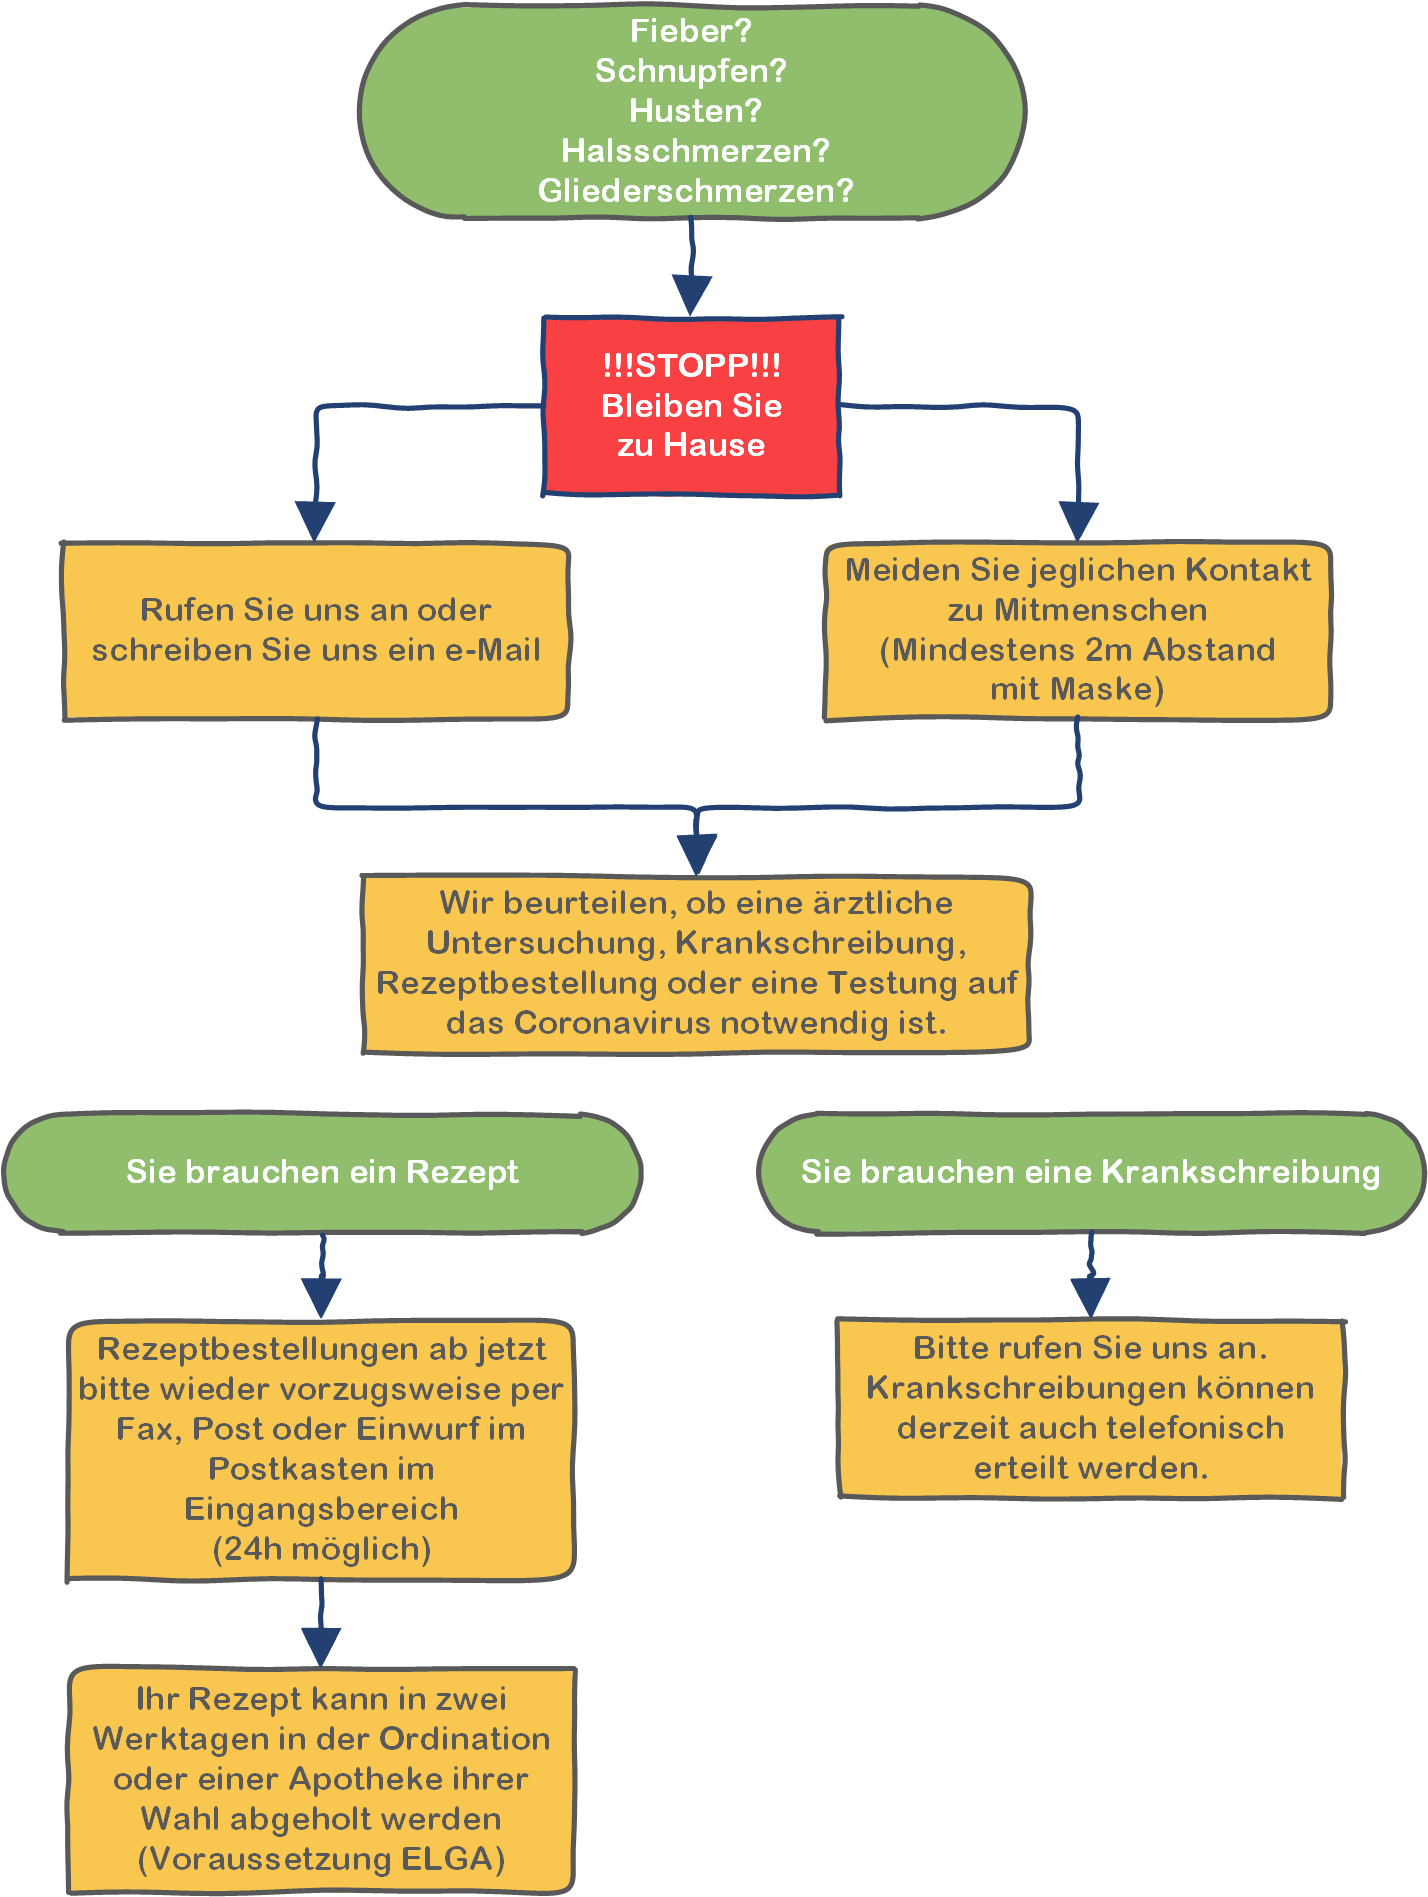 Fieber?
Schnupfen?
Husten?
Halsschmerzen?
Gliederschmerzen?
!!!STOPP!!!
Bleiben Sie
zu Hause
Rufen Sie uns an oder
schreiben Sie uns ein e-Mail
Meiden Sie jeglichen Kontakt
zu Mitmenschen
(Mindestens 2m Abstand
mit Maske)
Wir beurteilen, ob eine ärztliche
Untersuchung, Krankschreibung,
Rezeptbestellung oder eine Testung auf
das Coronavirus notwendig ist.
Sie brauchen ein Rezept
Rezeptbestellungen ab jetzt
bitte wieder vorzugsweise per
Fax, Post oder Einwurf im
Postkasten im
Eingangsbereich
(24h möglich)
Ihr Rezept kann in zwei
Werktagen in der Ordination
oder einer Apotheke ihrer
Wahl abgeholt werden
(Voraussetzung ELGA)
Sie brauchen eine Krankschreibung
Bitte rufen Sie uns an.
Krankschreibungen können
derzeit auch telefonisch
erteilt werden.